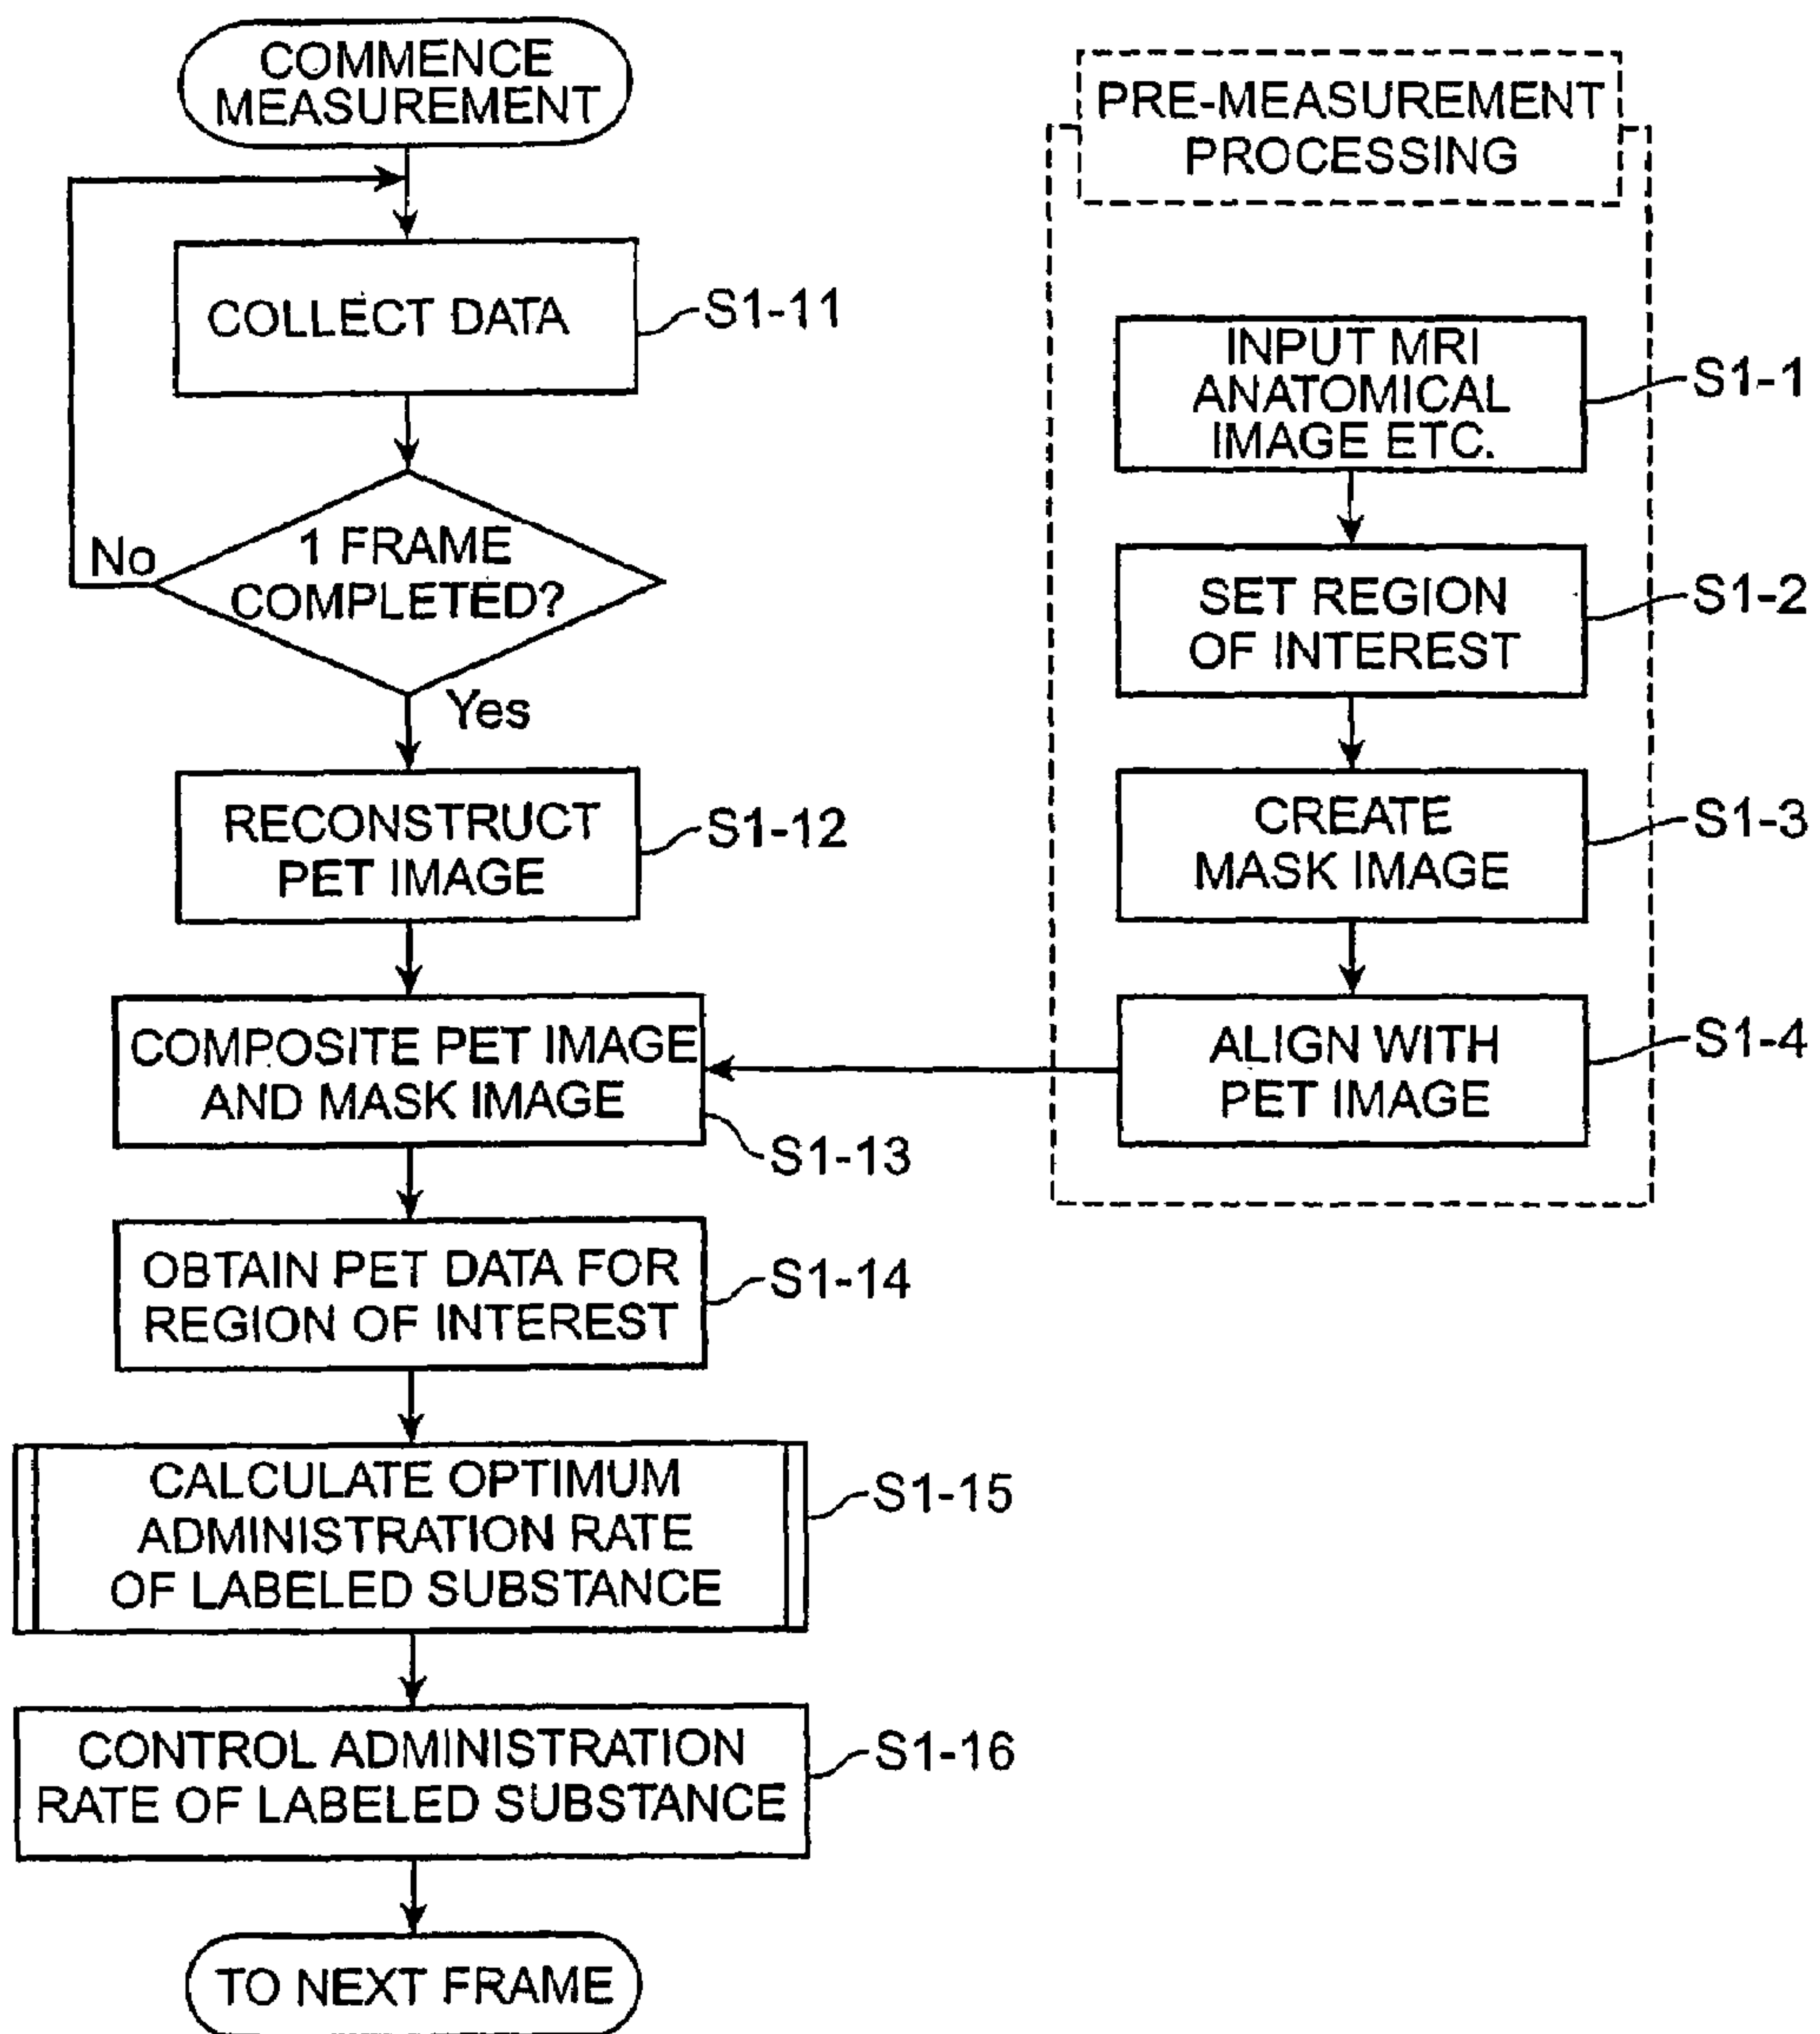 COMMENCE
MEASUREMENT
COLLECT DATA
S1-11
1 FRAME
COMPLETED?
No
Yes
RECONSTRUCT
PET IMAGE
S1-12
COMPOSITE PET IMAGE
AND MASK IMAGE
S1-13
OBTAIN PET DATA FOR
REGION OF INTEREST
S1-14
CALCULATE OPTIMUM
ADMINISTRATION RATE
OF LABELED SUBSTANCE
S1-15
CONTROL ADMINISTRATION
RATE OF LABELED SUBSTANCE
S1-16
TO NEXT FRAME
PRE-MEASUREMENT
PROCESSING
INPUT MRI
ANATOMICAL
IMAGE ETC.
S1-1
SET REGION
OF INTEREST
S1-2
CREATE
MASK IMAGE
S1-3
ALIGN WITH
PET IMAGE
S1-4